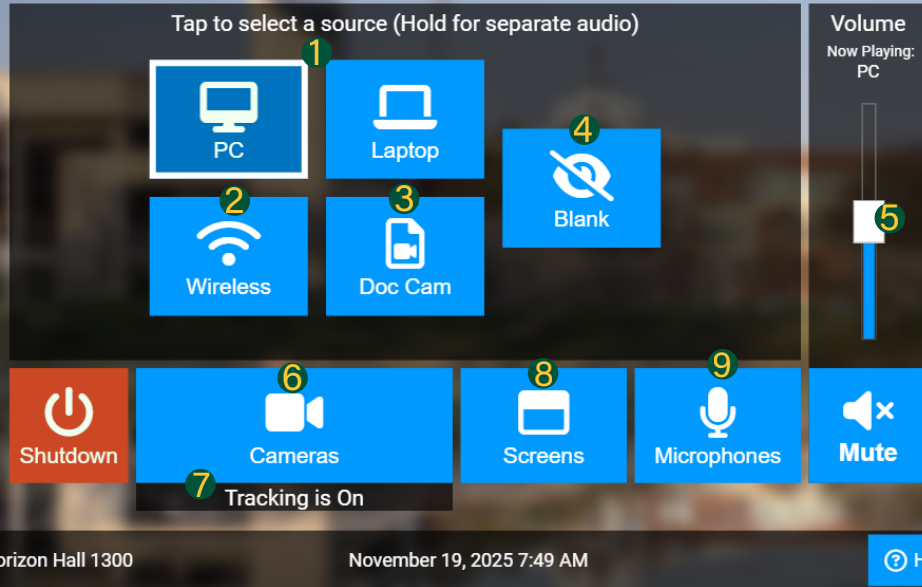 Tap to select a source (Hold for separate audio)
Volume
Now Playing:
PC
1
PC
Laptop
4
Blank
5
2
3
Wireless
Doc Cam
6
8
9
Shutdown
Cameras
Screens
Microphones
Mute
7
Tracking is On
Hall 1300
November 19, 2025 7:49 AM